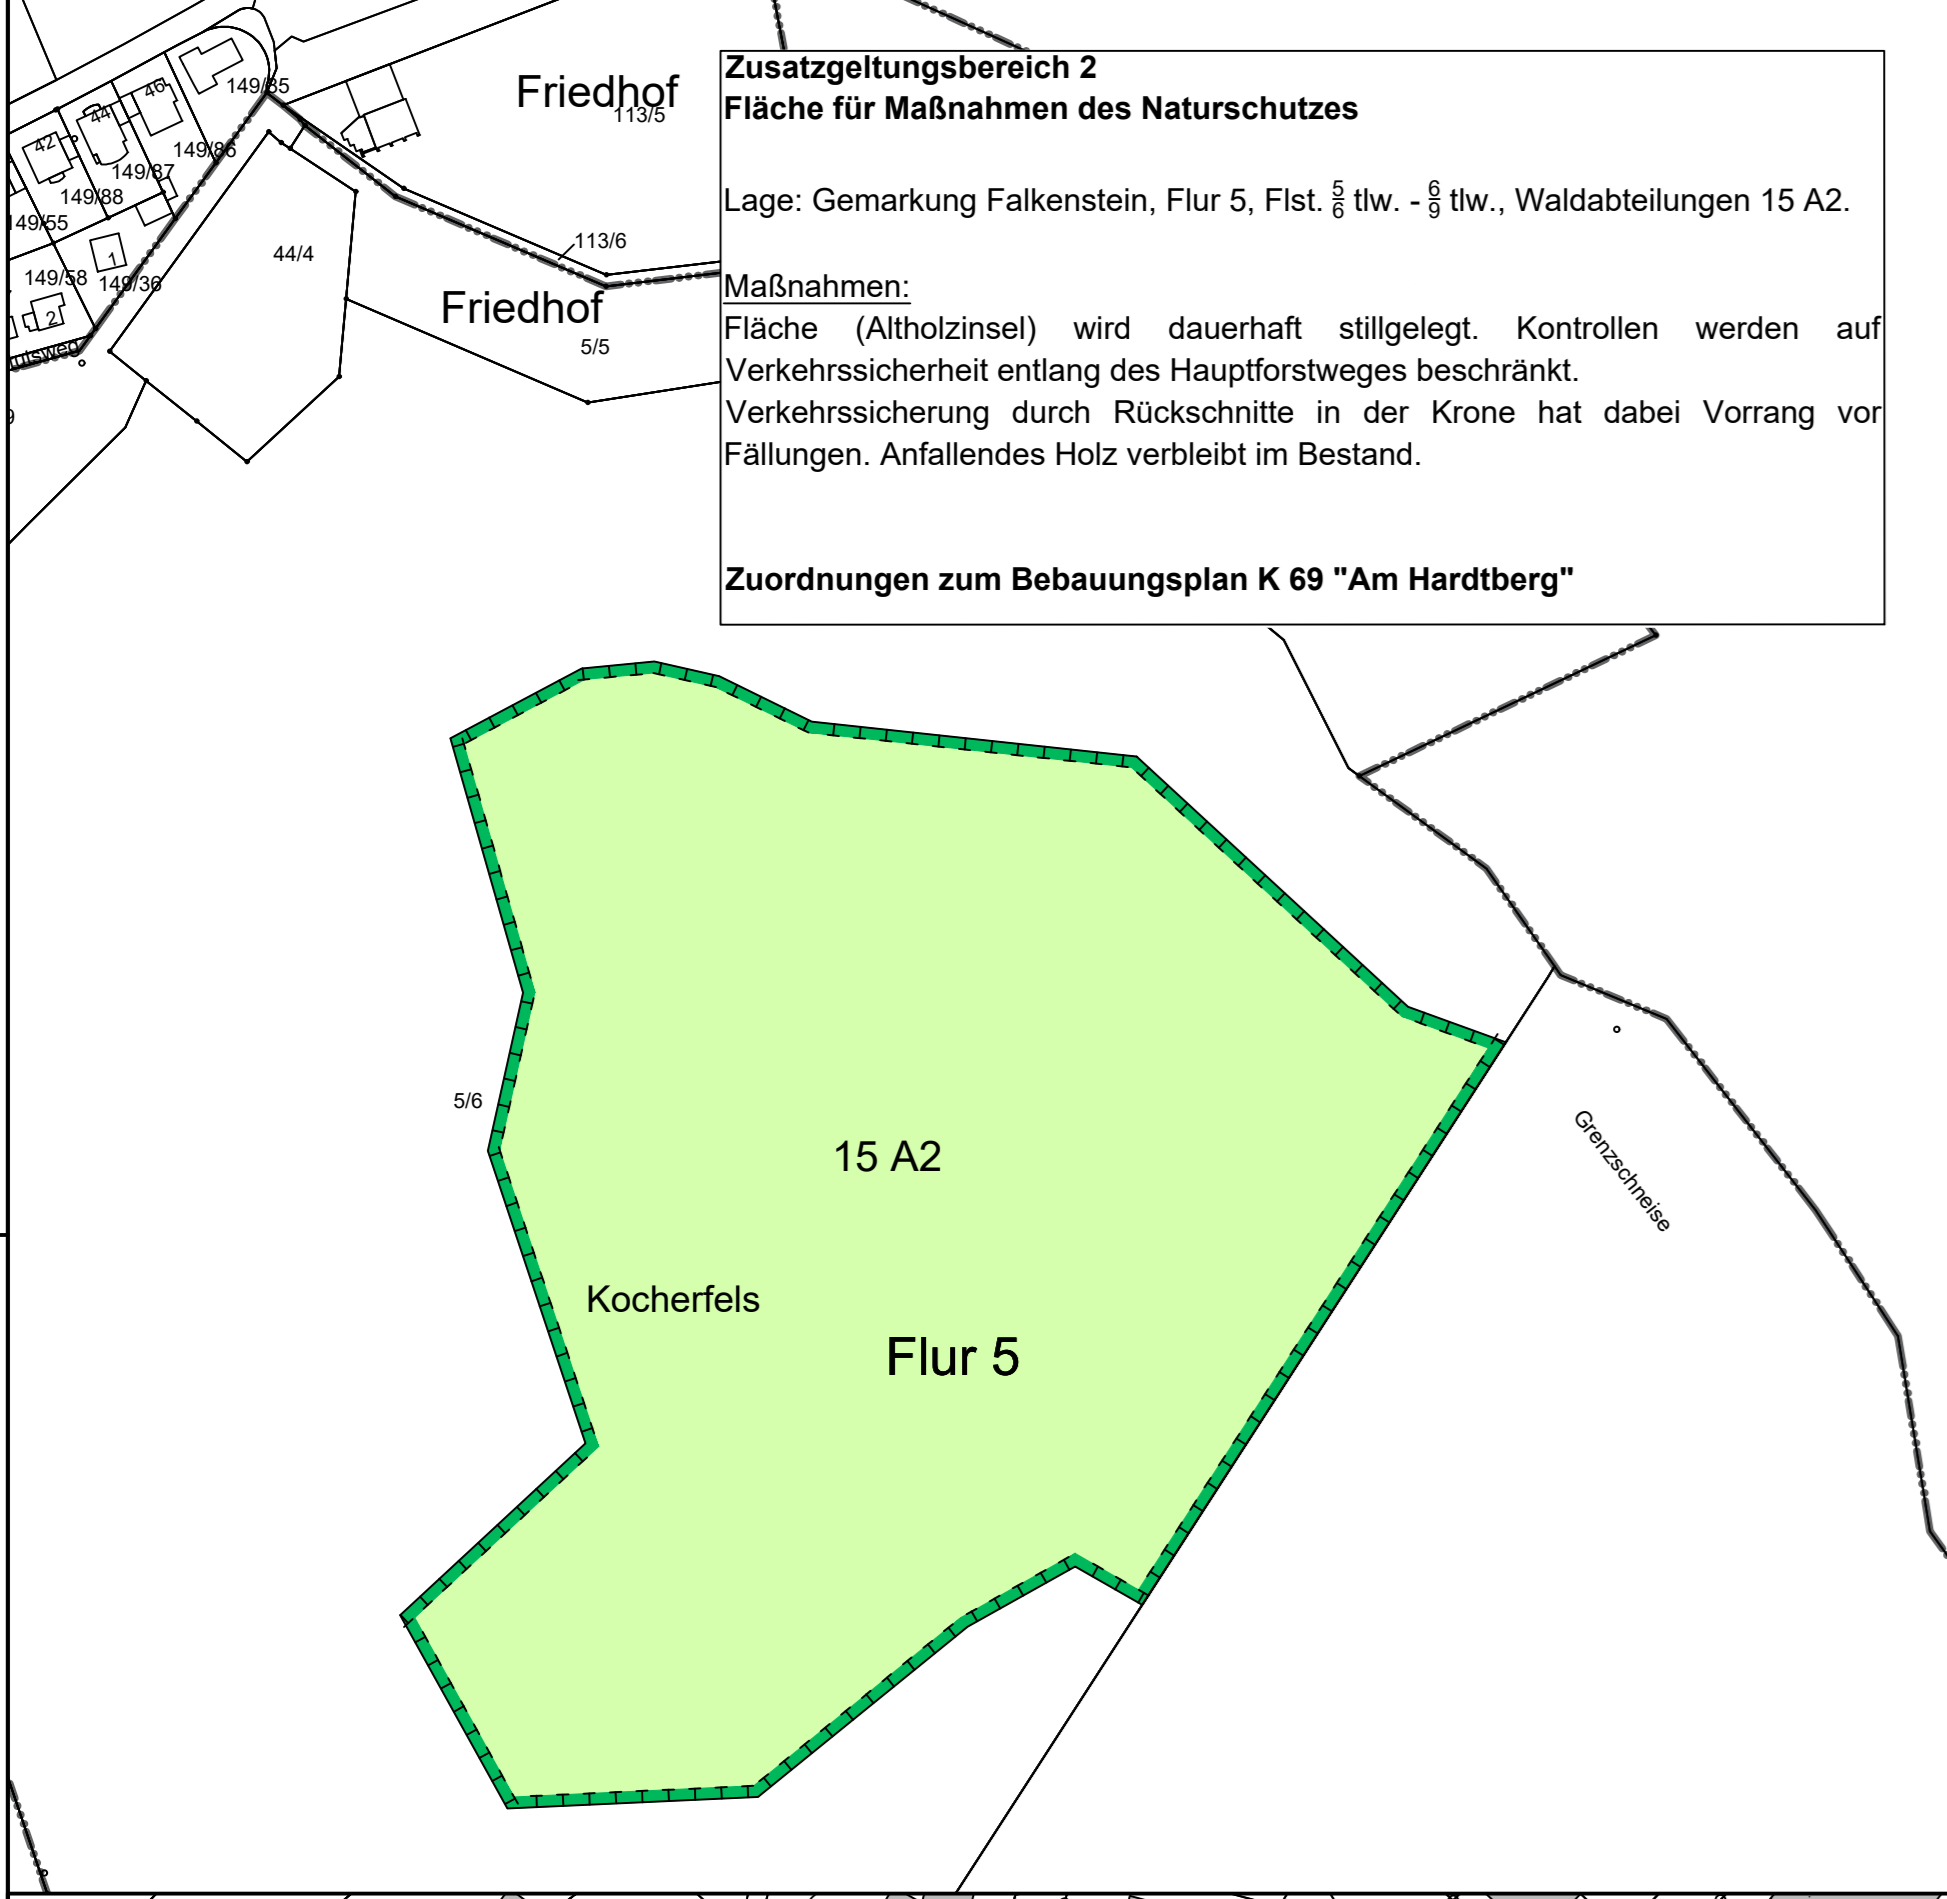 Zusatzgeltungsbereich 2
Fläche für Maßnahmen des Naturschutzes
Lage: Gemarkung Falkenstein, Flur 5, Flst. 5/6 tlw. - 6/9 tlw., Waldabteilungen 15 A2.
Maßnahmen:
Fläche (Altholzinsel) wird dauerhaft stillgelegt. Kontrollen werden auf
Verkehrssicherheit entlang des Hauptforstweges beschränkt.
Verkehrssicherung durch Rückschnitte in der Krone hat dabei Vorrang vor
Fällungen. Anfallendes Holz verbleibt im Bestand.
Zuordnungen zum Bebauungsplan K 69 "Am Hardtberg"
Friedhof
113/5
149/85
46
44
42
149/86
149/87
149/88
149/55
1
149/58
149/36
2
44/4
113/6
Friedhof
5/5
5/6
15 A2
Kocherfels
Flur 5
Grenzschneise